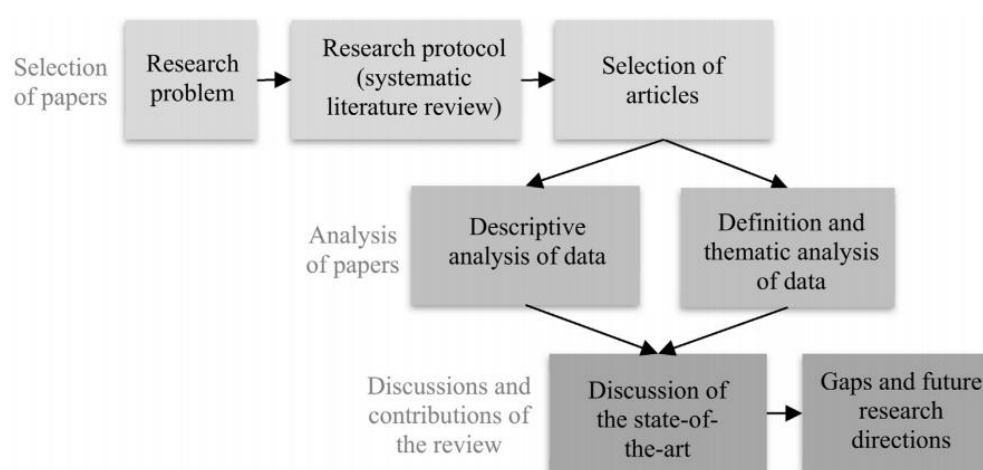 Selection
of papers
Research
problem
Research protocol
(systematic
literature review)
Selection of
articles
Analysis
of papers
Descriptive
analysis of data
Definition and
thematic analysis
of data
Discussions and
contributions of
the review
Discussion of
the state-of-
the-art
Gaps and future
research
directions